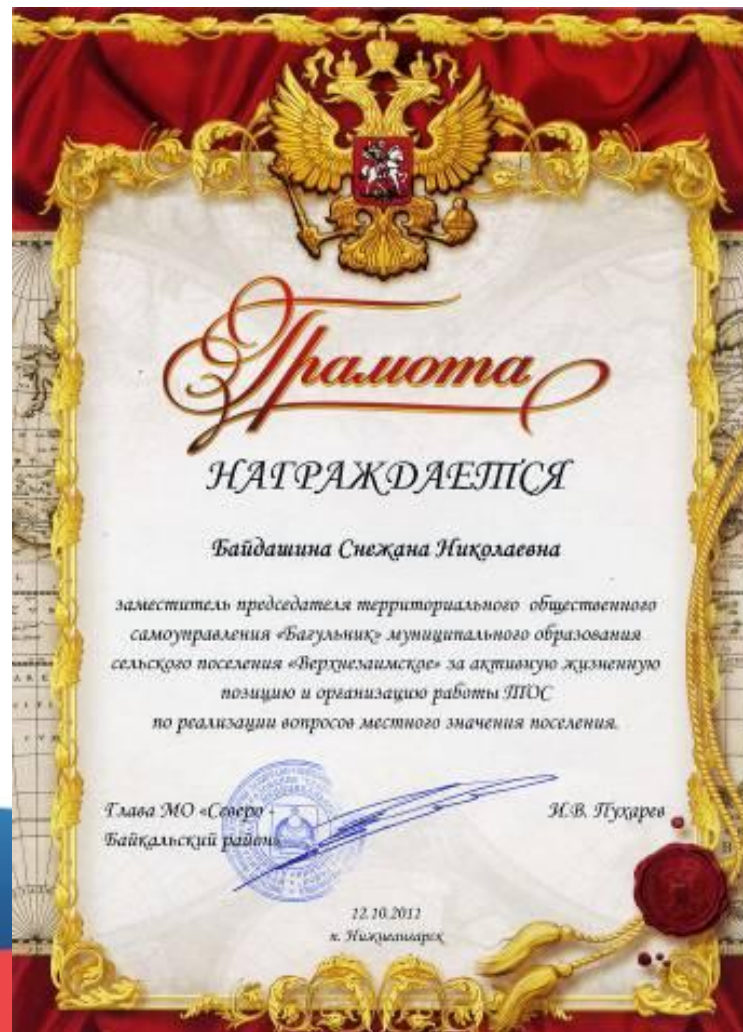 Грамота
НАГРАЖДАЕТСЯ
Байдашина Снежана Николаевна
заместитель председателя территориального общественного
самоуправления «Багульник» муниципального образования
сельского поселения «Верхнезаимское» за активную жизненную
позицию и организацию работы ТОС
по реализации вопросов местного значения поселения.
Глава МО «Северо - И.В. Пухарев
Байкальский район»
12.10.2011
п. Нижнеангарск